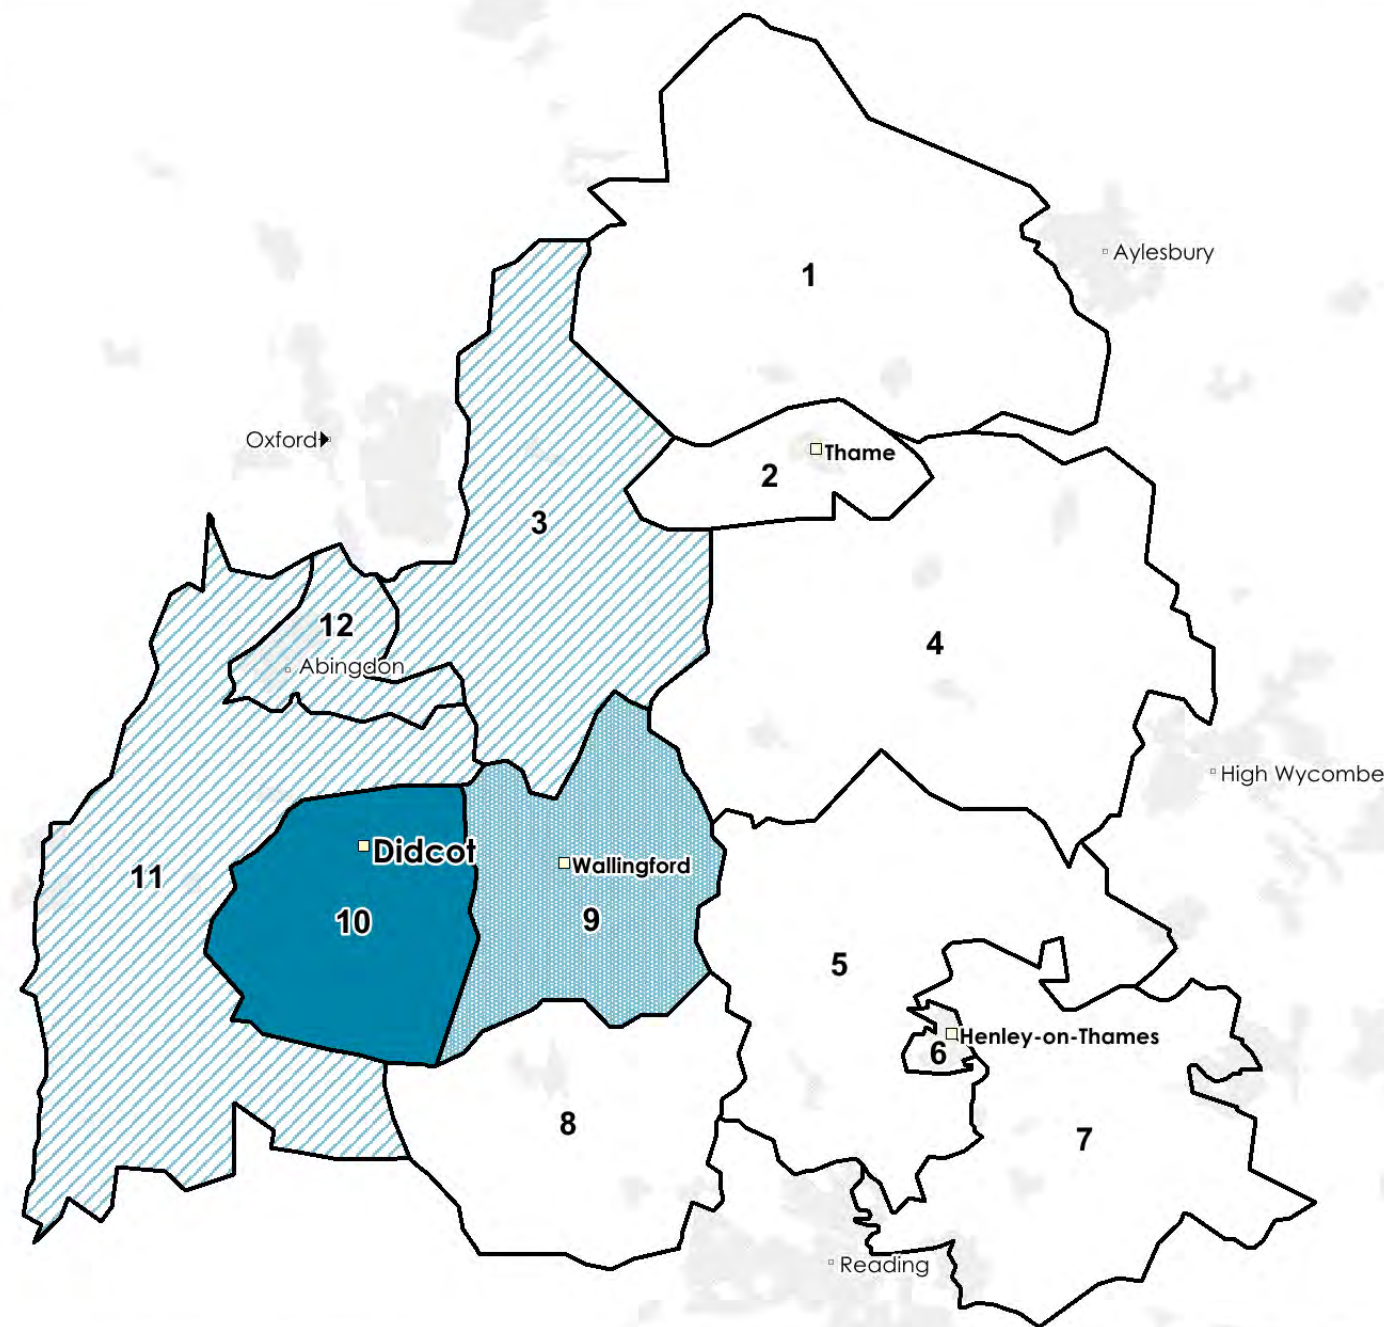 Aylesbury
1
Oxford
Thame
2
3
12
4
Abingdon
High Wycombe
Didcot
Wallingford
11
10
9
5
Henley-on-Thames
6
8
7
Reading